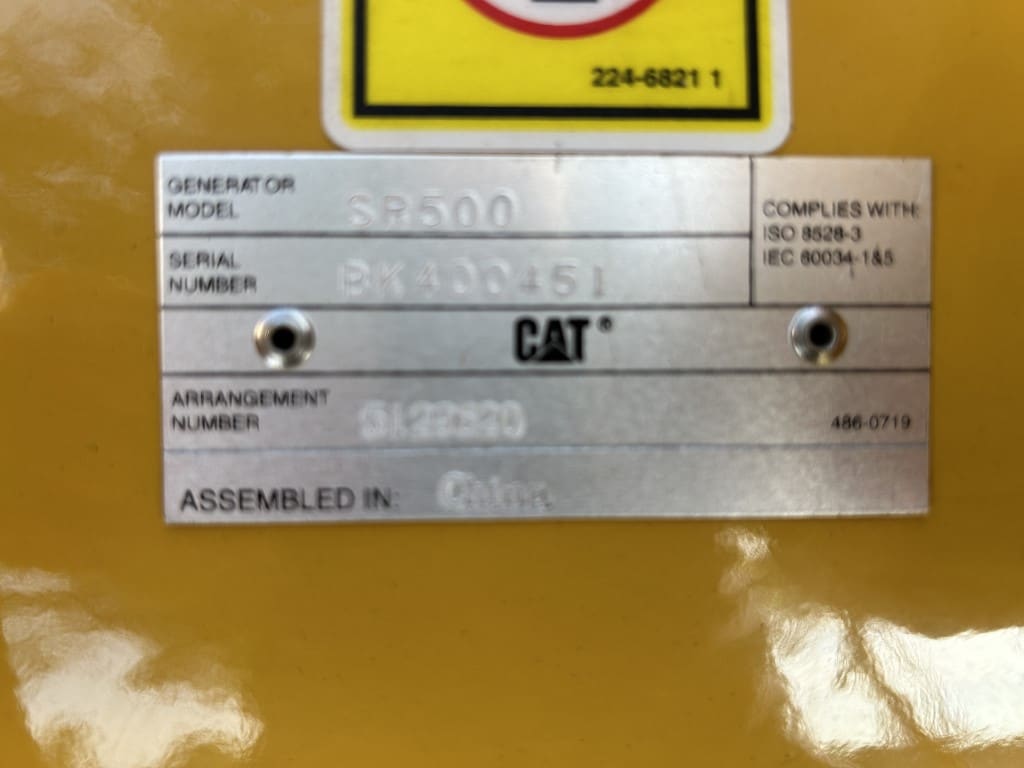 224-6821 1
GENERATOR
MODEL SR500
COMPLIES WITH:
ISO 8528-3
IEC 60034-1&5
SERIAL
NUMBER BK400451
CAT®
ARRANGEMENT
NUMBER
486-0719
ASSEMBLED IN: China